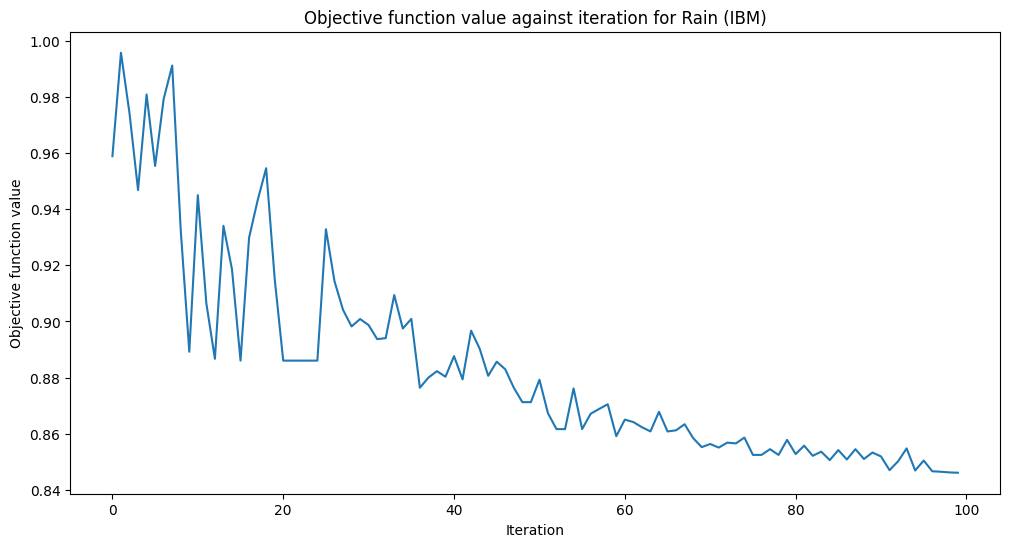 Objective function value against iteration for Rain (IBM)
Objective function value
1.00
0.98
0.96
0.94
0.92
0.90
0.88
0.86
0.84
0 20 40 60 80 100
Iteration